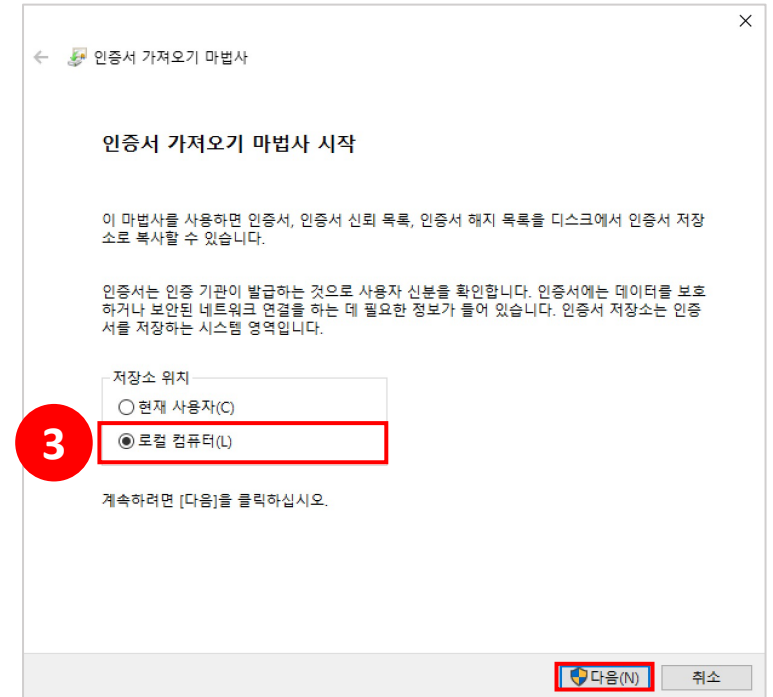 인증서 가져오기 마법사
인증서 가져오기 마법사 시작
이 마법사를 사용하면 인증서, 인증서 신뢰 목록, 인증서 해지 목록을 디스크에서 인증서 저장
소로 복사할 수 있습니다.
인증서는 인증 기관이 발급하는 것으로 사용자 신분을 확인합니다. 인증서에는 데이터를 보호
하거나 보안된 네트워크 연결을 하는 데 필요한 정보가 들어 있습니다. 인증서 저장소는 인증
서를 저장하는 시스템 영역입니다.
저장소 위치
현재 사용자(C)
3 로컬 컴퓨터(L)
계속하려면 [다음]을 클릭하십시오.
다음(N) 취소